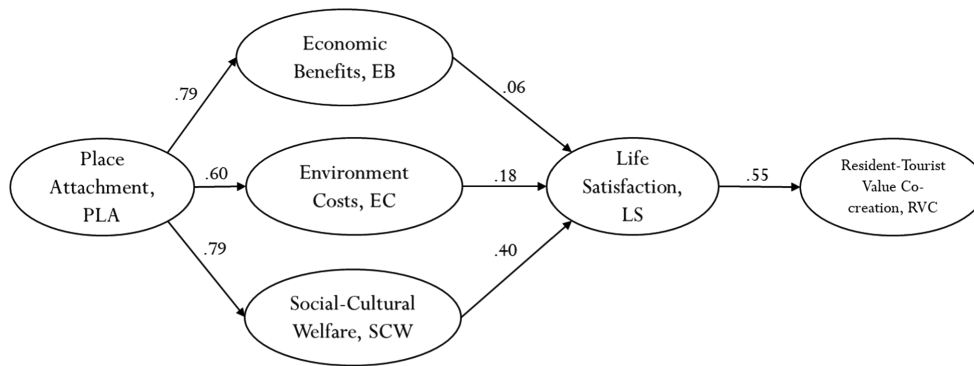 Economic
Benefits, EB
.79
.06
Place
Attachment,
PLA
.60
Environment
Costs, EC
.18
Life
Satisfaction,
LS
.55
Resident-Tourist
Value Co-
creation, RVC
.79
.40
Social-Cultural
Welfare, SCW